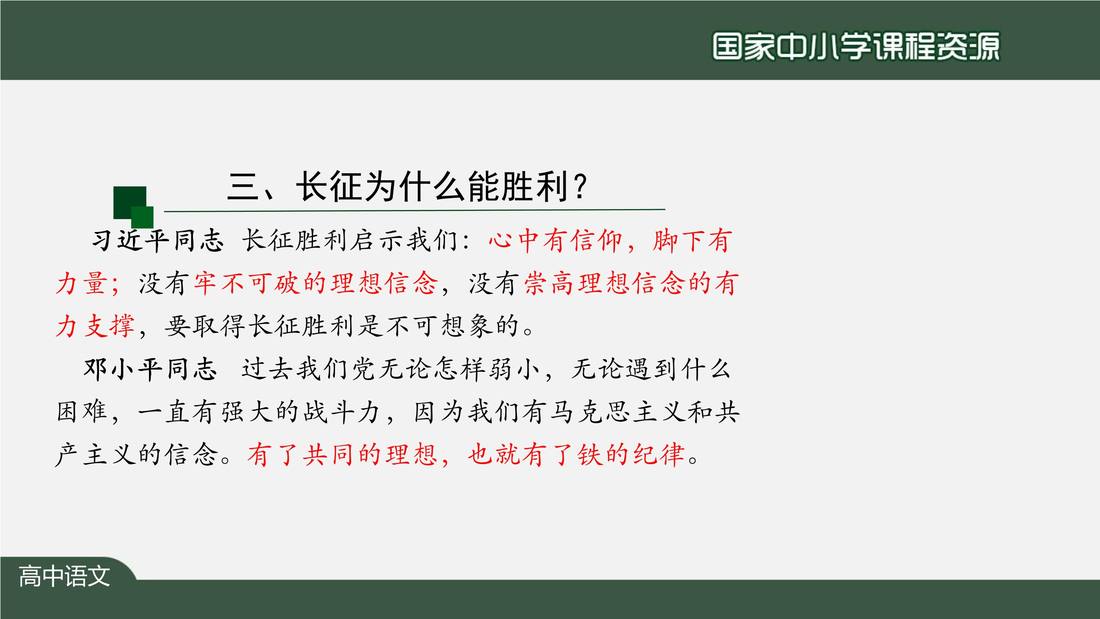 国家中小学课程资源
三、长征为什么能胜利？
习近平同志 长征胜利启示我们：心中有信仰，脚下有
力量；没有牢不可破的理想信念，没有崇高理想信念的有
力支撑，要取得长征胜利是不可想象的。
邓小平同志 过去我们党无论怎样弱小，无论遇到什么
困难，一直有强大的战斗力，因为我们有马克思主义和共
产主义的信念。有了共同的理想，也就有了铁的纪律。
高中语文